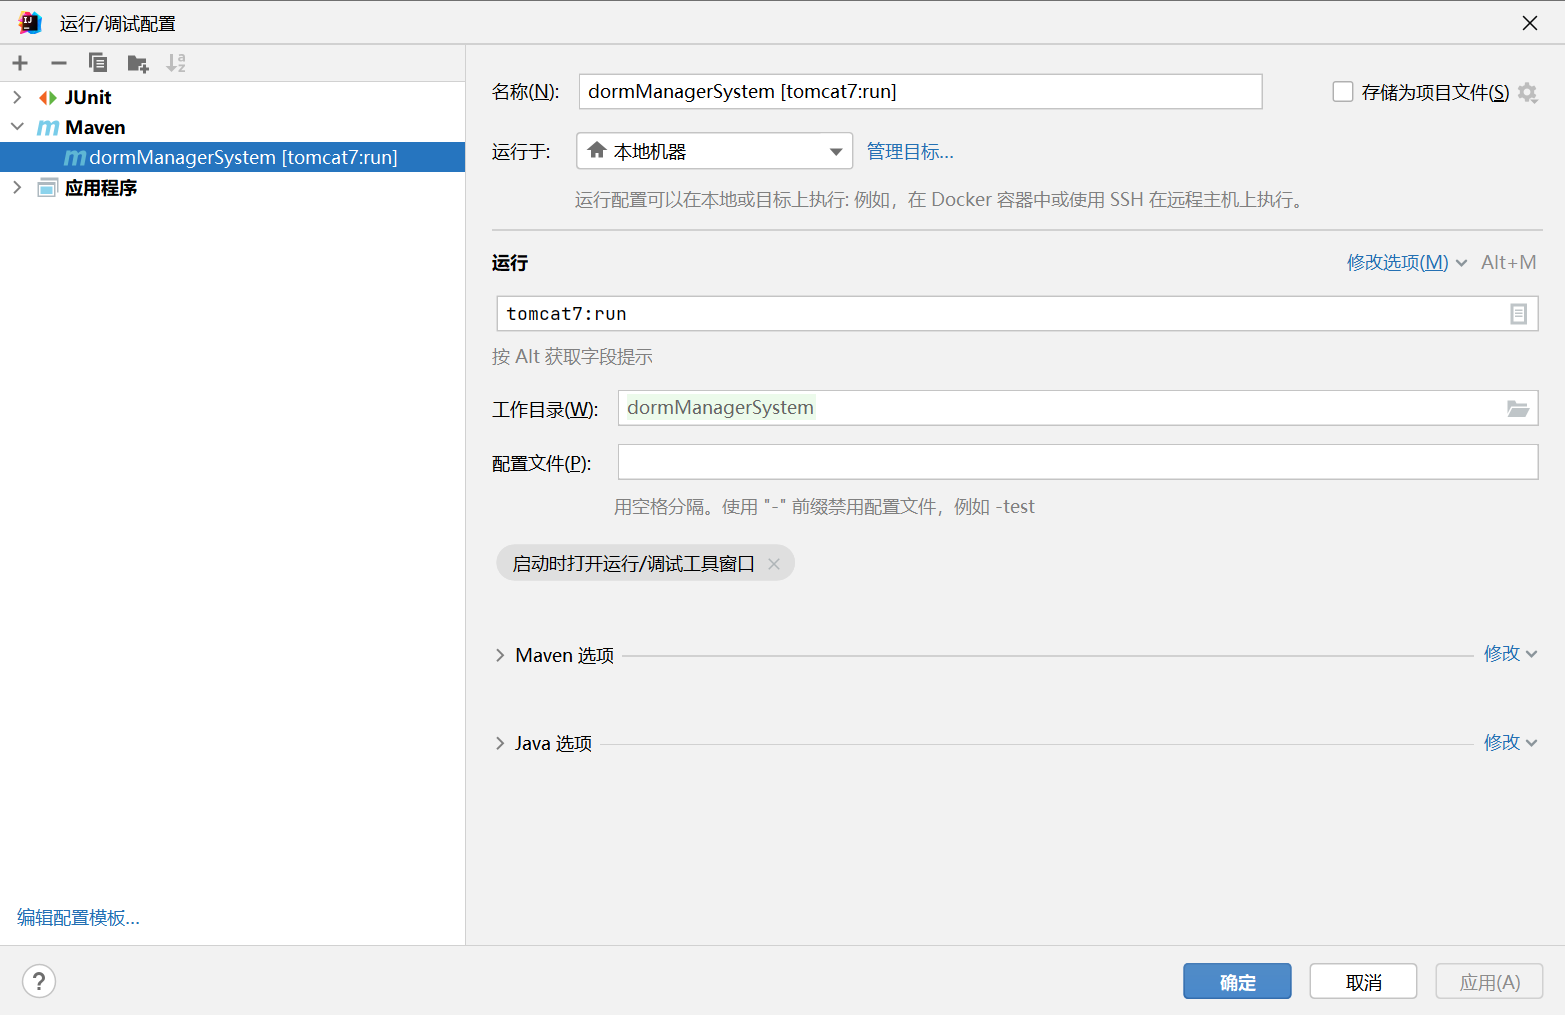 运行/调试配置
JUnit
Maven
dormManagerSystem [tomcat7:run]
应用程序
编辑配置模板...
名称(N):
dormManagerSystem [tomcat7:run]
存储为项目文件(S)
运行于:
本地机器
管理目标...
运行配置可以在本地或目标上执行: 例如，在 Docker 容器中或使用 SSH 在远程主机上执行。
运行
修改选项(M)
Alt+M
tomcat7:run
按 Alt 获取字段提示
工作目录(W):
dormManagerSystem
配置文件(P):
用空格分隔。使用 "-" 前缀禁用配置文件，例如 -test
启动时打开运行/调试工具窗口
Maven 选项
修改
Java 选项
修改
?
确定
取消
应用(A)